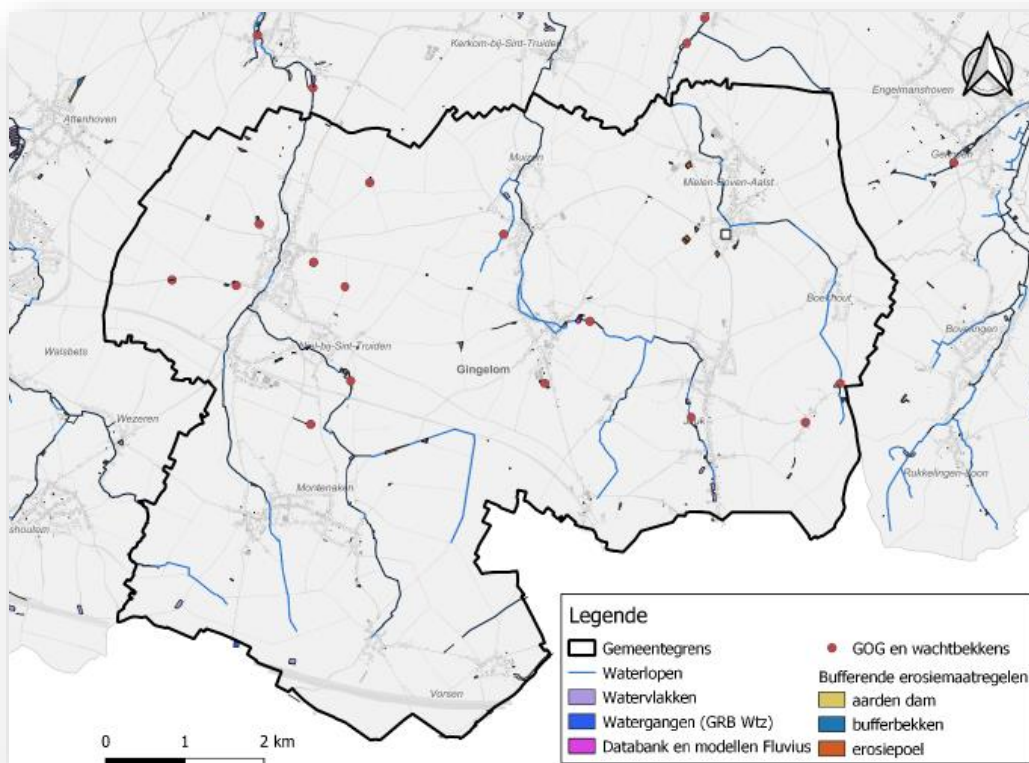 Kerkom-bij-Sint-Truiden
Engelmanshoven
Attenhoven
Muizen
Mielen-Boven-Aalst
Boekhout
Walsbets
Niel-bij-Sint-Truiden
Gingelom
Bovelingen
Wezeren
Montenaken
Rukkelingen-Loon
shoutem
Vorsen
Legende
Gemeentegrens
Waterlopen
Watervlakken
Watergangen (GRB Wtz)
Databank en modellen Fluvius
GOG en wachtbekkens
Bufferende erosiemaatregelen
aarden dam
bufferbekken
erosiepoel
0 1 2 km